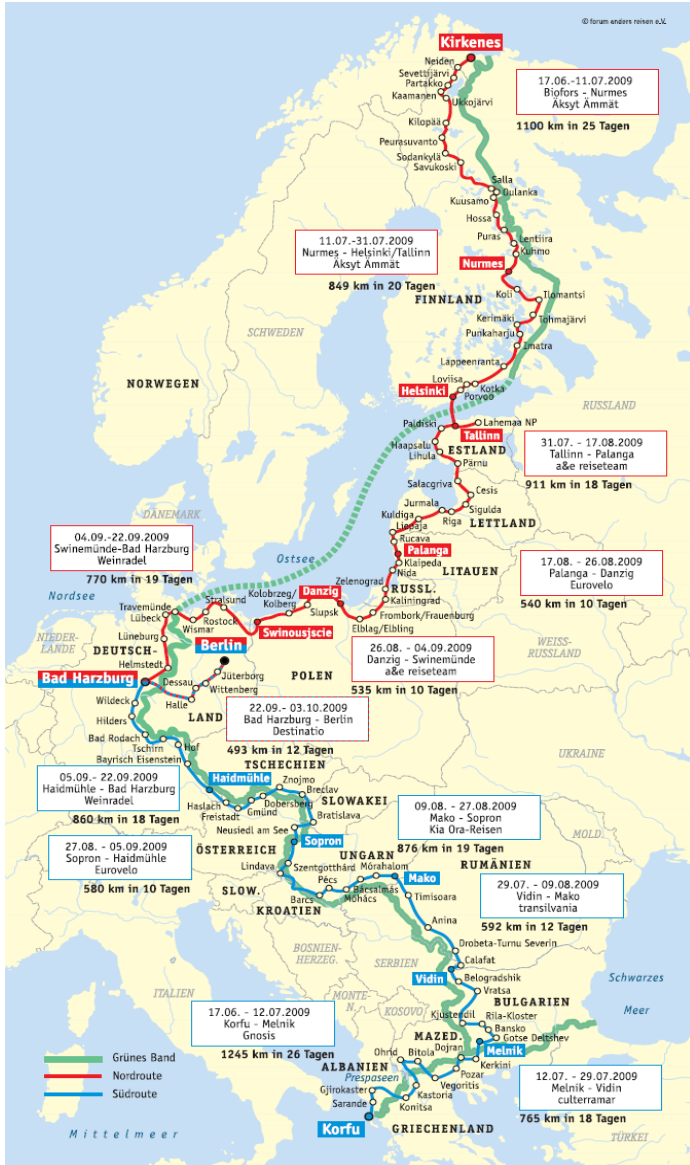 © forum anders reisen e.V.
Kirkenes
Neiden
Sevettijärvi
Partakko
Kaamanen
Ukkojärvi
17.06.-11.07.2009
Biofors - Nurmes
Äksyt Ämmät
1100 km in 25 Tagen
Kilopää
Peurasuvanto
Sodankylä
Savukoski
Salla
Oulanka
Kuusamo
Hossa
Puras
Lentiira
Kuhmo
11.07.-31.07.2009
Nurmes - Helsinki/Tallinn
Äksyt Ämmät
849 km in 20 Tagen
Nurmes
FINNLAND
Koli
Ilomantsi
Kerimäki
Tohmajärvi
Punkaharju
Imatra
SCHWEDEN
Lappeenranta
NORWEGEN
Loviisa
Kotka
Porvoo
Helsinki
RUSSLAND
Paldiski
Lahemaa NP
Tallinn
Haapsalu
ESTLAND
Lihula
Pärnu
31.07. - 17.08.2009
Tallinn - Palanga
a&e reiseteam
911 km in 18 Tagen
Salacgriva
Cesis
Jurmala
Sigulda
Kuldiga
Riga
LETTLAND
Liepaja
Rucava
DÄNEMARK
04.09.-22.09.2009
Swinemünde-Bad Harzburg
Weinradel
770 km in 19 Tagen
Palanga
Klaipeda
LITAUEN
Nida
Ostsee
17.08. - 26.08.2009
Palanga - Danzig
Eurovelo
540 km in 10 Tagen
Nordsee
Zelenograd
RUSSL.
Kaliningrad
Danzig
Kolobrzeg/
Kolberg
Stralsund
Travemünde
Slupsk
Lübeck
Rostock
Wismar
Frombork/Frauenburg
Elblag/Elbling
Swinousjscie
NIEDER-
LANDE
Lüneburg
DEUTSCH-
Berlin
WEISS-
RUSSLAND
26.08. - 04.09.2009
Danzig - Swinemünde
a&e reiseteam
535 km in 10 Tagen
Helmstedt
Bad Harzburg
Dessau
Jüterborg
Wittenberg
POLEN
Wildeck
Halle
LAND
Hilders
22.09.- 03.10.2009
Bad Harzburg - Berlin
Destinatio
493 km in 12 Tagen
Bad Rodach
Tschirn
Hof
Bayrisch Eisenstein
UKRAINE
TSCHECHIEN
05.09.- 22.09.2009
Haidmühle - Bad Harzburg
Weinradel
860 km in 18 Tagen
Haidmühle
Znojmo
Breclav
SLOWAKEI
Haslach
Dobersberg
Gmünd
Freistadt
Bratislava
09.08. - 27.08.2009
Mako - Sopron
Kia Ora-Reisen
876 km in 19 Tagen
Neusiedl am See
MOLD.
27.08. - 05.09.2009
Sopron - Haidmühle
Eurovelo
580 km in 10 Tagen
Sopron
ÖSTERREICH
UNGARN
RUMÄNIEN
Lindava
Szentgotthárd
Mórahalom
Mako
SLOW.
Pécs
Bácsalmás
Timisoara
Barcs
Mohács
KROATIEN
29.07. - 09.08.2009
Vidin - Mako
transilvania
592 km in 12 Tagen
Anina
BOSNIEN-
HERZEG.
SERBIEN
Drobeta-Turnu Severin
Calafat
Vidin
Belogradshik
Vratsa
Schwarzes
Meer
ITALIEN
MONTE-
N.
KOSOVO
BULGARIEN
17.06. - 12.07.2009
Korfu - Melnik
Gnosis
1245 km in 26 Tagen
Kjustendil
Rila-Kloster
Bansko
Gotse Deltshev
MAZED.
Dojran
Melnik
Ohrid
Bitola
Kerkini
Grünes Band
Nordroute
Südroute
ALBANIEN
Prespaseen
Pozar
Vegoritis
Gjirokaster
Kastoria
Sarande
Konitsa
12.07. - 29.07.2009
Melnik - Vidin
culterramar
765 km in 18 Tagen
Korfu
GRIECHENLAND
Mittelmeer
TÜRKEI